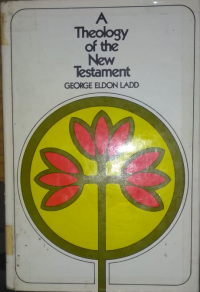 A
Theology
of the
New
Testament
GEORGE ELDON LADD